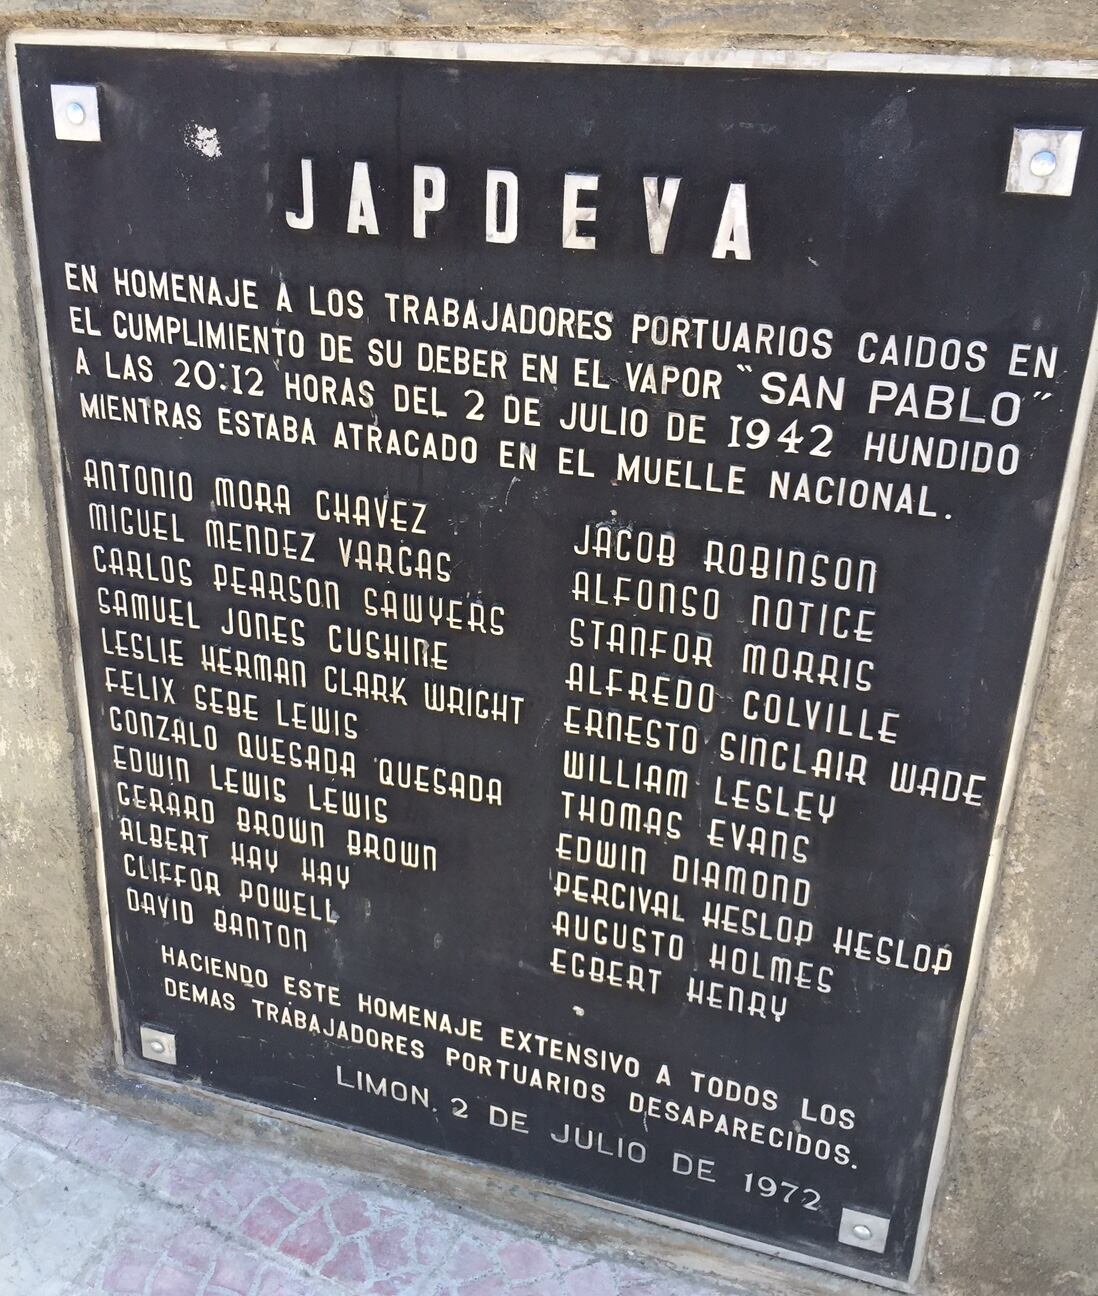 JAPDEVA
EN HOMENAJE A LOS TRABAJADORES PORTUARIOS CAIDOS EN
EL CUMPLIMIENTO DE SU DEBER EN EL VAPOR "SAN PABLO"
A LAS 20:12 HORAS DEL 2 DE JULIO DE 1942 HUNDIDO
MIENTRAS ESTABA ATRACADO EN EL MUELLE NACIONAL.
ANTONIO MORA CHAVEZ
MIGUEL MENDEZ VARGAS
CARLOS PEARSON SAWYERS
SAMUEL JONES CUSHINE
LESLIE HERMAN CLARK WRIGHT
FELIX SEBE LEWIS
GONZALO QUESADA QUESADA
EDWIN LEWIS LEWIS
GERARD BROWN BROWN
ALBERT HAY HAY
CLIFFOR POWELL
DAVID BANTON
JACOB ROBINSON
ALFONSO NOTICE
STANFOR MORRIS
ALFREDO COLVILLE
ERNESTO SINCLAIR WADE
WILLIAM LESLEY
THOMAS EVANS
EDWIN DIAMOND
PERCIVAL HESLOP HESLOP
AUGUSTO HOLMES
EGBERT HENRY
HACIENDO ESTE HOMENAJE EXTENSIVO A TODOS LOS
DEMAS TRABAJADORES PORTUARIOS DESAPARECIDOS.
LIMON, 2 DE JULIO DE 1972